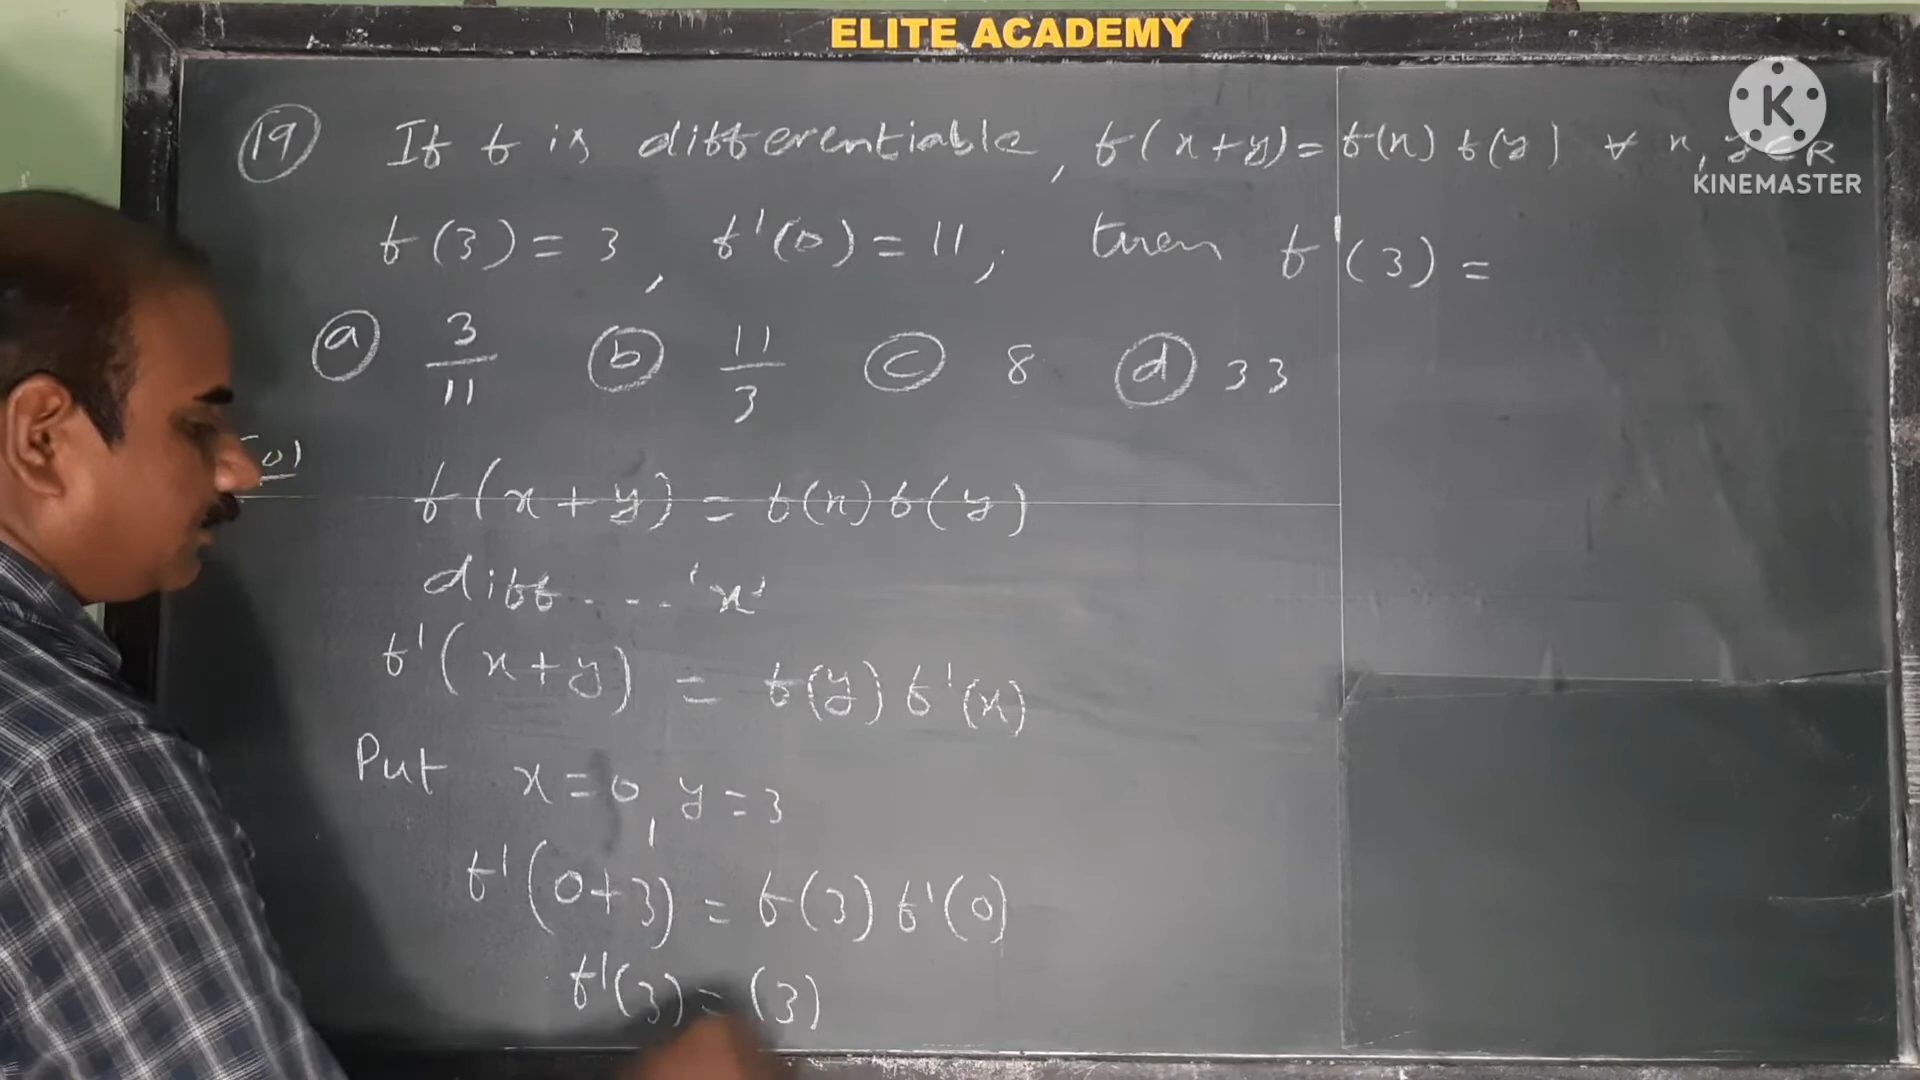 ELITE ACADEMY
K
KINEMASTER
19 If f is differentiable, f(x+y)=f(x) f(y) ∀ x, y ∈ R
f(3)=3, f'(0)=11, then f'(3)=
a 3/11 b 11/3 c 8 d 33
f(x+y)=f(x)f(y)
diff.---'x'
f'(x+y) = f(y) f'(x)
Put x=0, y=3
f'(0+3)=f(3) f'(0)
f'(3)=(3)